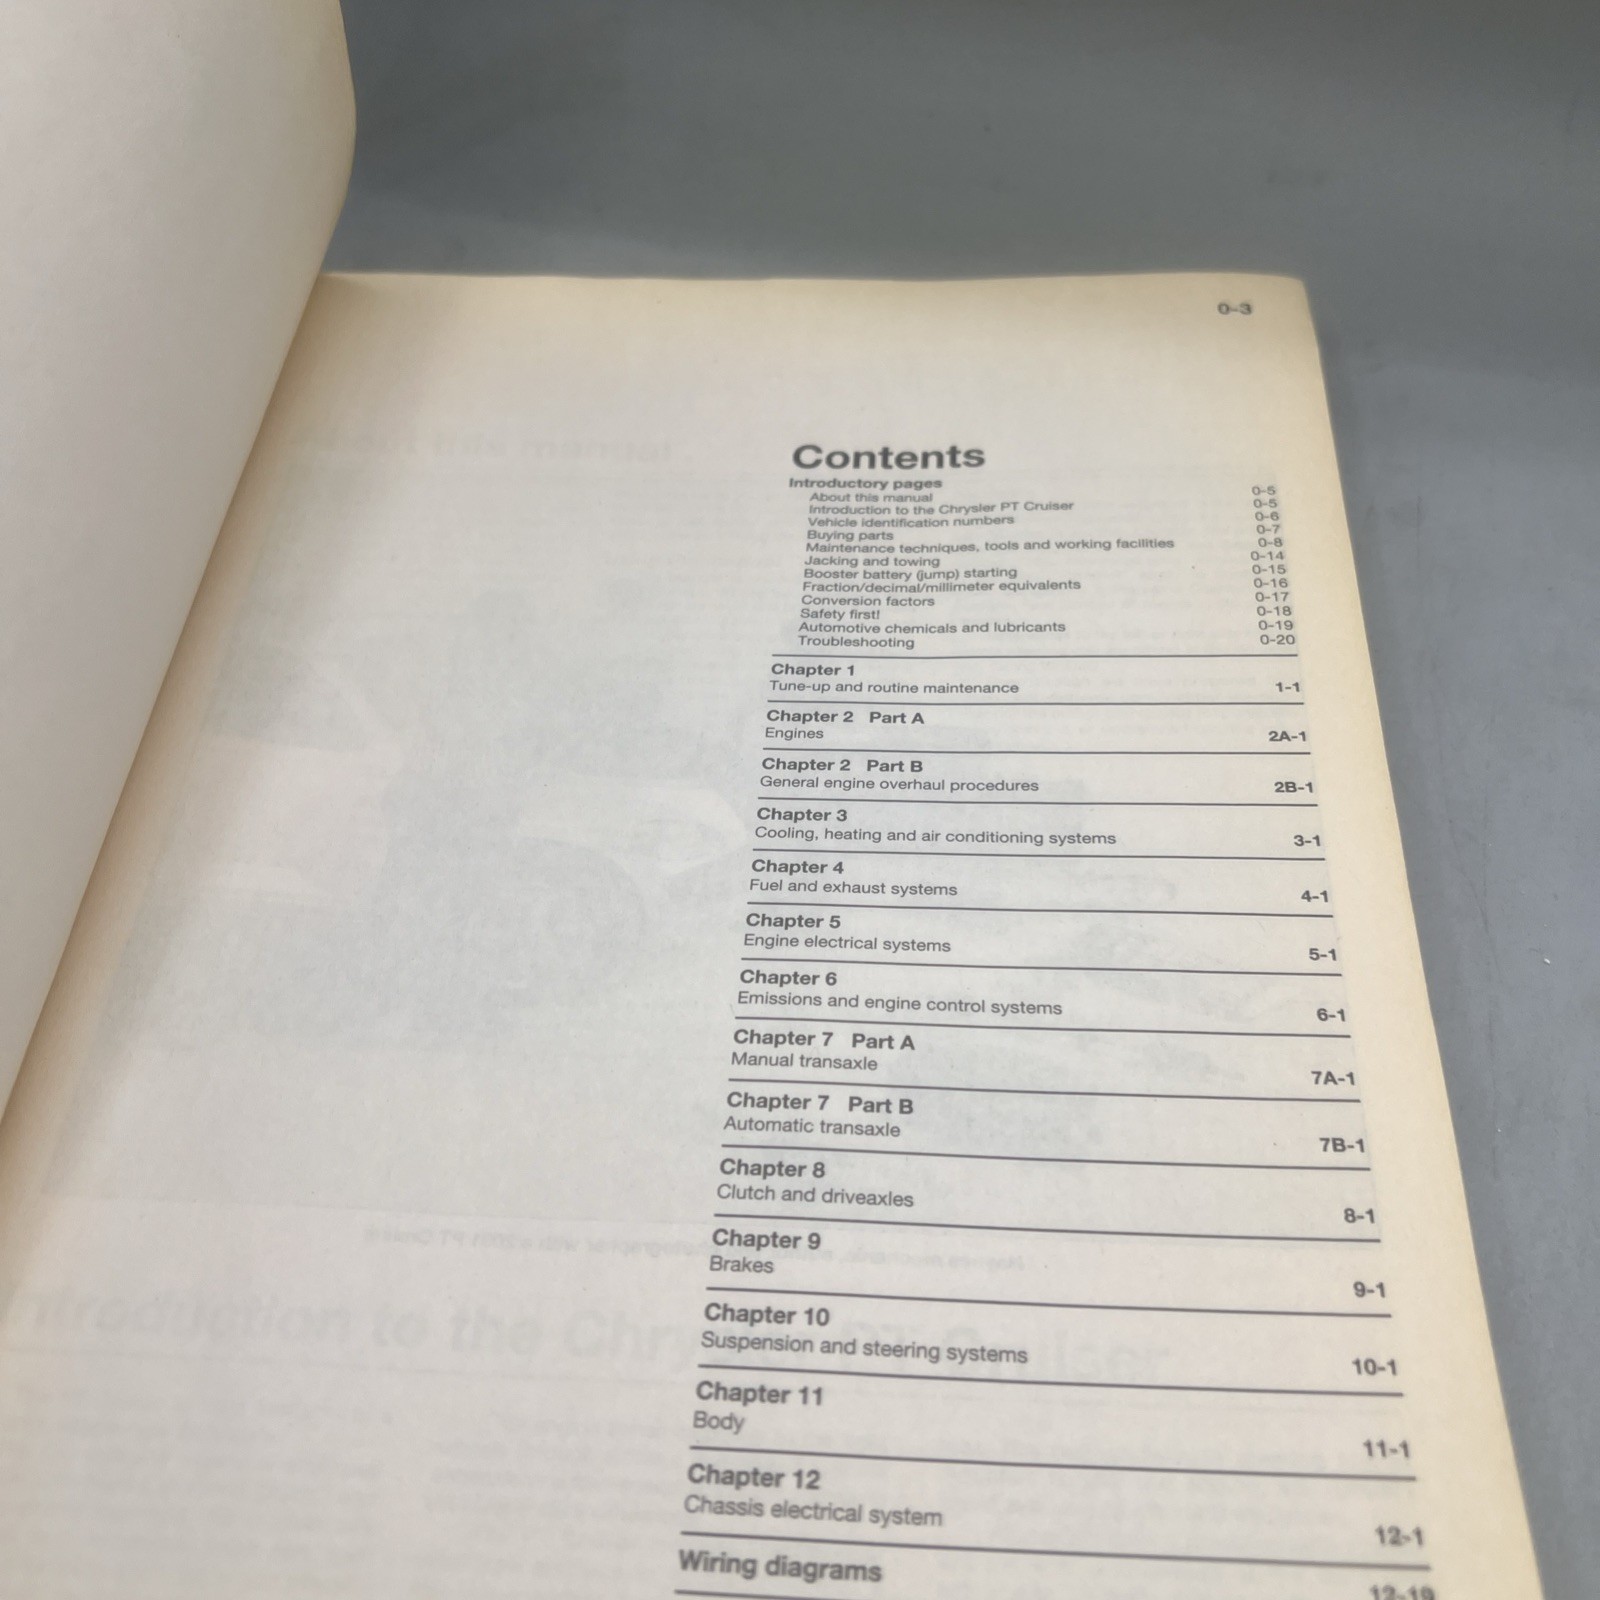 0-3
Contents
Introductory pages
About this manual 0-5
Introduction to the Chrysler PT Cruiser 0-5
Vehicle identification numbers 0-6
Buying parts 0-7
Maintenance techniques, tools and working facilities 0-8
Jacking and towing 0-14
Booster battery (jump) starting 0-15
Fraction/decimal/millimeter equivalents 0-16
Conversion factors 0-17
Safety first! 0-18
Automotive chemicals and lubricants 0-19
Troubleshooting 0-20
Chapter 1
Tune-up and routine maintenance 1-1
Chapter 2 Part A
Engines 2A-1
Chapter 2 Part B
General engine overhaul procedures 2B-1
Chapter 3
Cooling, heating and air conditioning systems 3-1
Chapter 4
Fuel and exhaust systems 4-1
Chapter 5
Engine electrical systems 5-1
Chapter 6
Emissions and engine control systems 6-1
Chapter 7 Part A
Manual transaxle 7A-1
Chapter 7 Part B
Automatic transaxle 7B-1
Chapter 8
Clutch and driveaxles 8-1
Chapter 9
Brakes 9-1
Chapter 10
Suspension and steering systems 10-1
Chapter 11
Body 11-1
Chapter 12
Chassis electrical system 12-1
Wiring diagrams 12-19